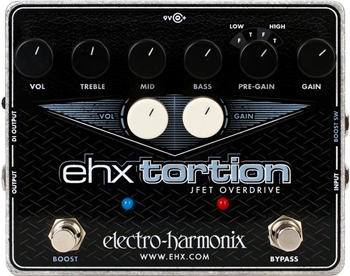 9V
LOW HIGH
F T F T F
VOL TREBLE MID BASS PRE-GAIN GAIN
VOL GAIN
DI OUTPUT
BOOST SW
ehx tortion
JFET OVERDRIVE
OUTPUT
INPUT
electro-harmonix
WWW.EHX.COM
BOOST
BYPASS